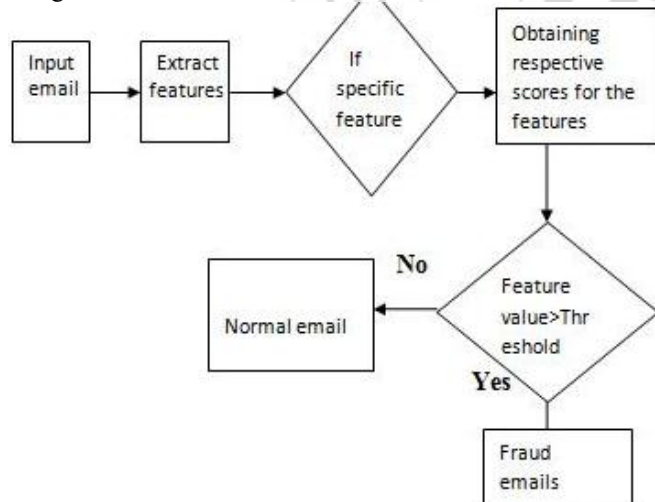 Input
email
Extract
features
If
specific
feature
Obtaining
respective
scores for the
features
No
Normal email
Feature
value>Thr
eshold
Yes
Fraud
emails